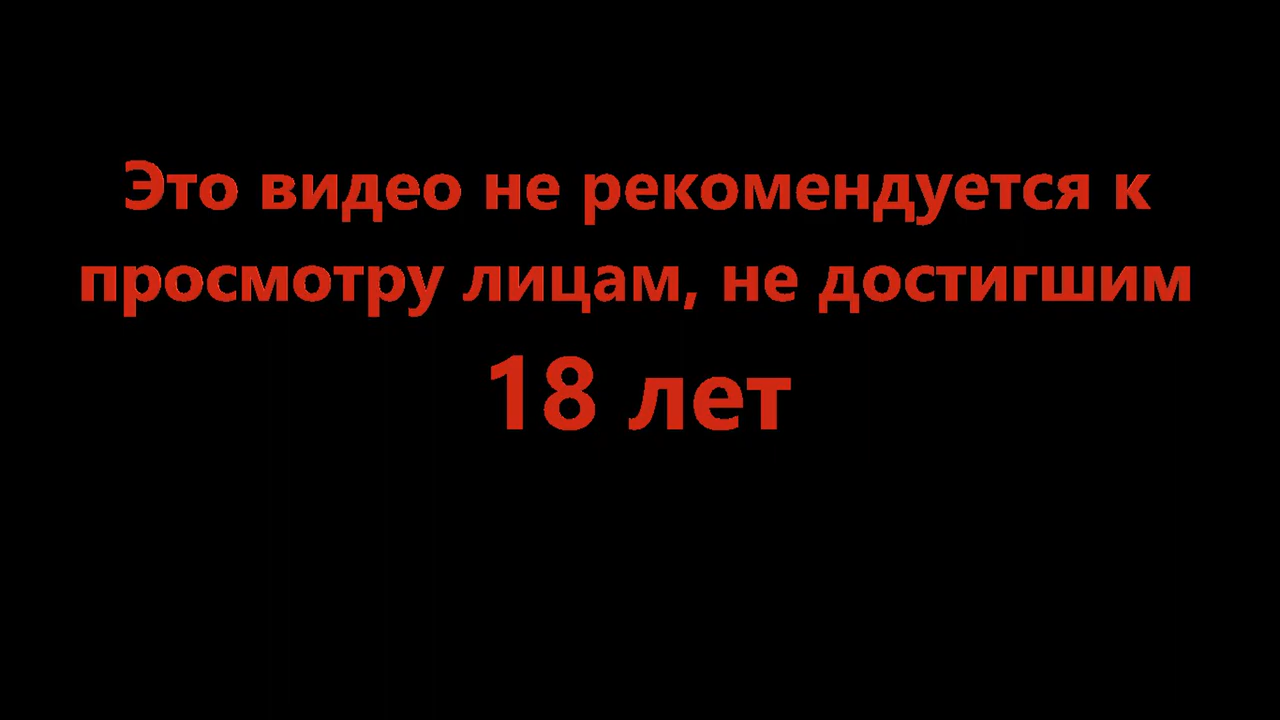 Это видео не рекомендуется к
просмотру лицам, не достигшим
18 лет